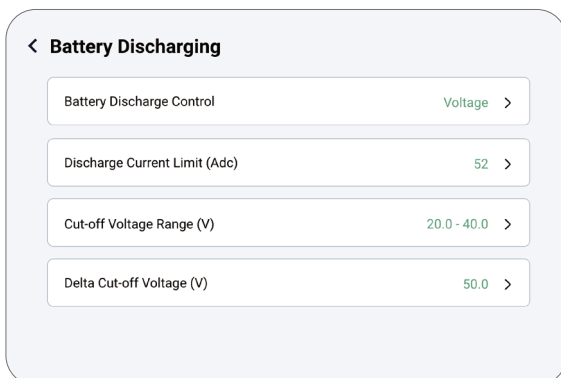 Battery Discharging
Battery Discharge Control Voltage
Discharge Current Limit (Adc) 52
Cut-off Voltage Range (V) 20.0 - 40.0
Delta Cut-off Voltage (V) 50.0